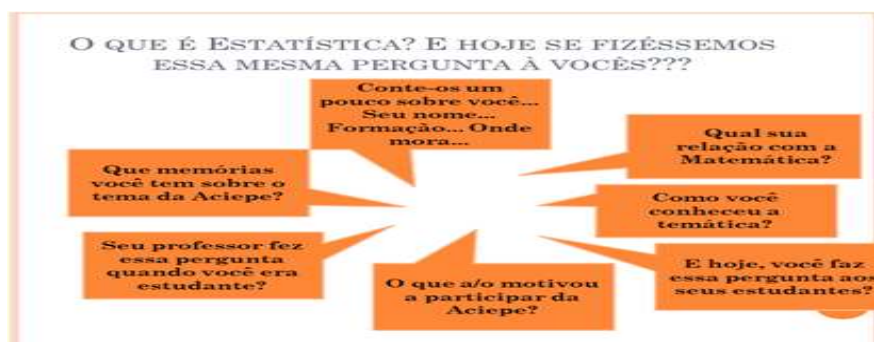 O QUE É ESTATÍSTICA? E HOJE SE FIZÉSSEMOS
ESSA MESMA PERGUNTA À VOCÊS???
Conte-os um
pouco sobre você...
Seu nome...
Formação... Onde
mora...
Qual sua
relação com a
Matemática?
Que memórias
você tem sobre o
tema da Aciepe?
Como você
conheceu a
temática?
Seu professor fez
essa pergunta
quando você era
estudante?
O que a/o motivou
a participar da
Aciepe?
E hoje, você faz
essa pergunta aos
seus estudantes?